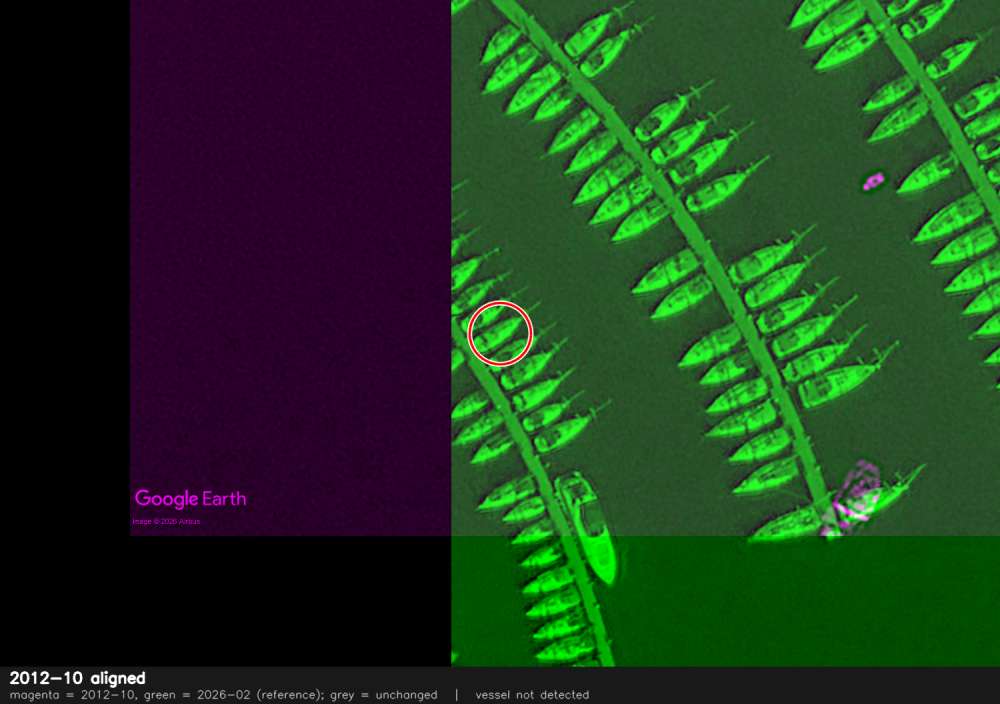 Google Earth
Image © 2026 Airbus
2012-10 aligned
magenta = 2012-10, green = 2026-02 (reference); grey = unchanged | vessel not detected